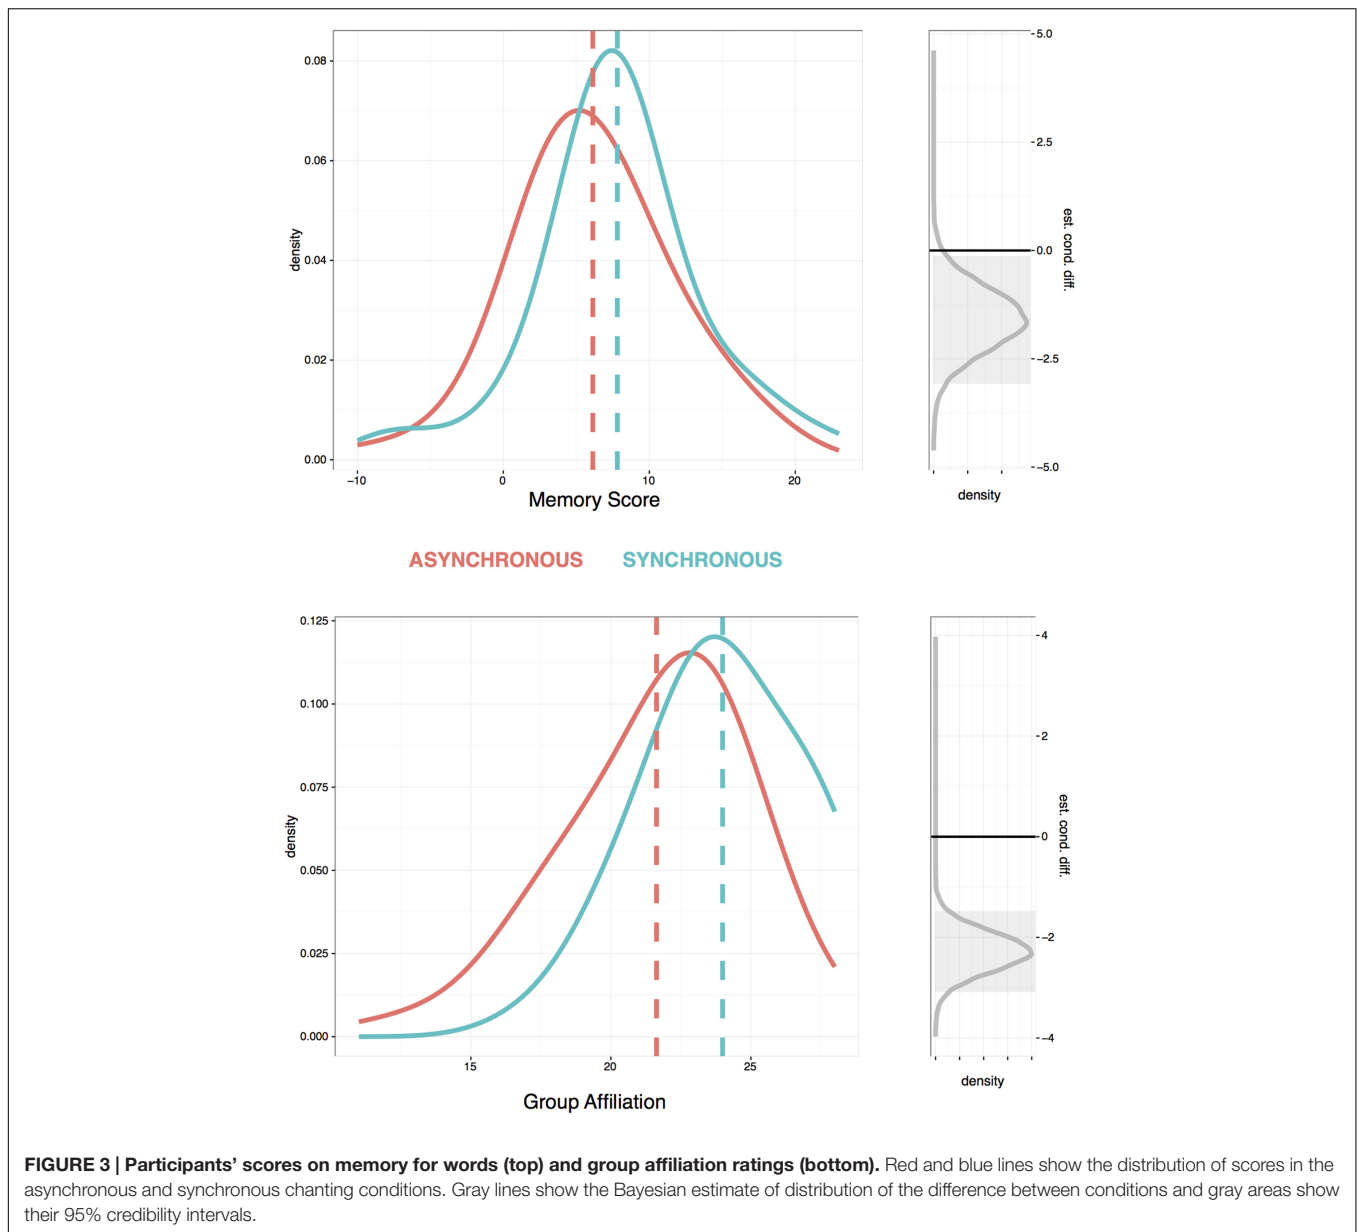 0.08
0.06
0.04
0.02
0.00
density
−10
0
10
20
Memory Score
5.0
2.5
0.0
−2.5
−5.0
est. cond. diff.
density
ASYNCHRONOUS SYNCHRONOUS
0.125
0.100
0.075
0.050
0.025
0.000
density
15
20
25
Group Affiliation
4
2
0
−2
−4
est. cond. diff.
density
FIGURE 3 | Participants' scores on memory for words (top) and group affiliation ratings (bottom). Red and blue lines show the distribution of scores in the
asynchronous and synchronous chanting conditions. Gray lines show the Bayesian estimate of distribution of the difference between conditions and gray areas show
their 95% credibility intervals.